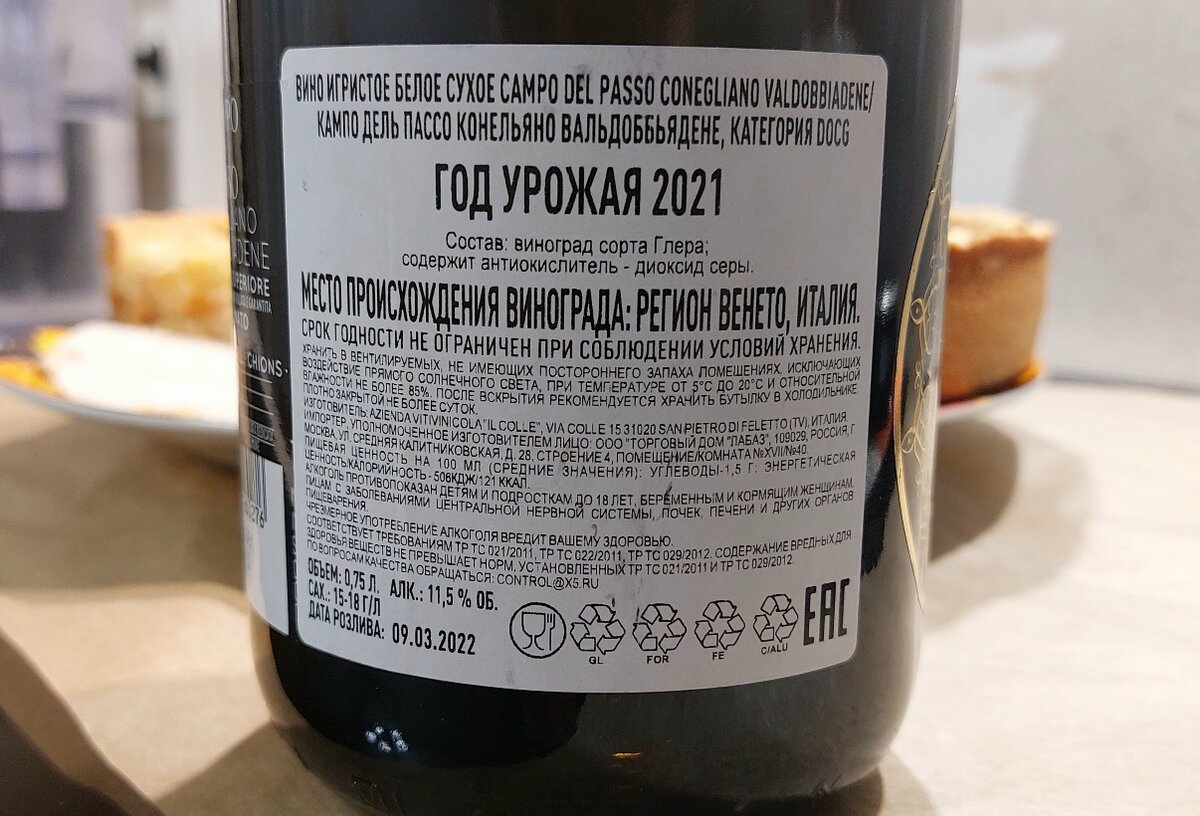 ВИНО ИГРИСТОЕ БЕЛОЕ СУХОЕ CAMPO DEL PASSO CONEGLIANO VALDOBBIADENE/
КАМПО ДЕЛЬ ПАССО КОНЕЛЬЯНО ВАЛЬДОББЬЯДЕНЕ, КАТЕГОРИЯ DOCG
ГОД УРОЖАЯ 2021
Состав: виноград сорта Глера;
содержит антиокислитель - диоксид серы.
МЕСТО ПРОИСХОЖДЕНИЯ ВИНОГРАДА: РЕГИОН ВЕНЕТО, ИТАЛИЯ.
СРОК ГОДНОСТИ НЕ ОГРАНИЧЕН ПРИ СОБЛЮДЕНИИ УСЛОВИЙ ХРАНЕНИЯ.
ХРАНИТЬ В ВЕНТИЛИРУЕМЫХ, НЕ ИМЕЮЩИХ ПОСТОРОННЕГО ЗАПАХА ПОМЕЩЕНИЯХ, ИСКЛЮЧАЮЩИХ
ВОЗДЕЙСТВИЕ ПРЯМОГО СОЛНЕЧНОГО СВЕТА, ПРИ ТЕМПЕРАТУРЕ ОТ 5°С ДО 20°С И ОТНОСИТЕЛЬНОЙ
ВЛАЖНОСТИ НЕ БОЛЕЕ 85%. ПОСЛЕ ВСКРЫТИЯ РЕКОМЕНДУЕТСЯ ХРАНИТЬ БУТЫЛКУ В ХОЛОДИЛЬНИКЕ
ПЛОТНО ЗАКРЫТОЙ НЕ БОЛЕЕ СУТОК.
ИЗГОТОВИТЕЛЬ: AZIENDA VITIVINICOLA "IL COLLE", VIA COLLE 15 31020 SAN PIETRO DI FELETTO (TV), ИТАЛИЯ.
ИМПОРТЕР, УПОЛНОМОЧЕННОЕ ИЗГОТОВИТЕЛЕМ ЛИЦО: ООО "ТОРГОВЫЙ ДОМ "ЛАБАЗ", 109029, РОССИЯ, Г
МОСКВА, УЛ. СРЕДНЯЯ КАЛИТНИКОВСКАЯ, Д. 28, СТРОЕНИЕ 4, ПОМЕЩЕНИЕ/КОМНАТА №XVII/№40.
ПИЩЕВАЯ ЦЕННОСТЬ НА 100 МЛ (СРЕДНИЕ ЗНАЧЕНИЯ): УГЛЕВОДЫ-1,5 Г; ЭНЕРГЕТИЧЕСКАЯ
ЦЕННОСТЬ/КАЛОРИЙНОСТЬ - 506КДЖ/121 ККАЛ.
АЛКОГОЛЬ ПРОТИВОПОКАЗАН ДЕТЯМ И ПОДРОСТКАМ ДО 18 ЛЕТ, БЕРЕМЕННЫМ И КОРМЯЩИМ ЖЕНЩИНАМ,
ЛИЦАМ С ЗАБОЛЕВАНИЯМИ ЦЕНТРАЛЬНОЙ НЕРВНОЙ СИСТЕМЫ, ПОЧЕК, ПЕЧЕНИ И ДРУГИХ ОРГАНОВ
ПИЩЕВАРЕНИЯ.
ЧРЕЗМЕРНОЕ УПОТРЕБЛЕНИЕ АЛКОГОЛЯ ВРЕДИТ ВАШЕМУ ЗДОРОВЬЮ.
СООТВЕТСТВУЕТ ТРЕБОВАНИЯМ ТР ТС 021/2011, ТР ТС 022/2011, ТР ТС 029/2012. СОДЕРЖАНИЕ ВРЕДНЫХ ДЛЯ
ЗДОРОВЬЯ ВЕЩЕСТВ НЕ ПРЕВЫШАЕТ НОРМ, УСТАНОВЛЕННЫХ ТР ТС 021/2011 И ТР ТС 029/2012.
ПО ВОПРОСАМ КАЧЕСТВА ОБРАЩАТЬСЯ: CONTROL@X5.RU
ОБЪЕМ: 0,75 Л. АЛК.: 11,5 % ОБ.
САХ.: 15-18 Г/Л
ДАТА РОЗЛИВА: 09.03.2022
GL FOR FE C/ALU
EAC
CHIONS